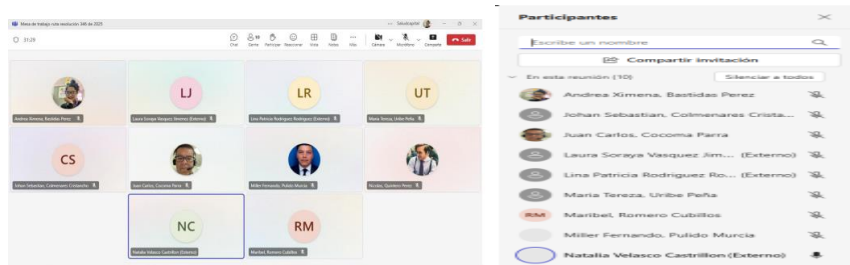 Mesa de trabajo ruta resolución 346 de 2025
51:29
Chat
Gente
Participar
Reaccionar
Vista
Notas
Más
Cámara
Micrófono
Compartir
Salir
Andrea Ximena, Bastidas Perez
LJ
Laura Soraya Vasquez Jimenez (Externo)
LR
Lina Patricia Rodriguez Rodriguez (Externo)
UT
Maria Tereza, Uribe Peña
CS
Johan Sebastian, Colmenares Cristancho
Juan Carlos, Cocoma Parra
Miller Fernando, Pulido Murcia
Nicolas, Quintero Perez
NC
Natalia Velasco Castrillon (Externo)
RM
Maribel, Romero Cubillos
Participantes
Escribe un nombre
Compartir invitación
En esta reunión (10)
Silenciar a todos
Andrea Ximena, Bastidas Perez
Johan Sebastian, Colmenares Crista...
Juan Carlos, Cocoma Parra
Laura Soraya Vasquez Jim... (Externo)
Lina Patricia Rodriguez Ro... (Externo)
Maria Tereza, Uribe Peña
RM
Maribel, Romero Cubillos
Miller Fernando, Pulido Murcia
Natalia Velasco Castrillon (Externo)